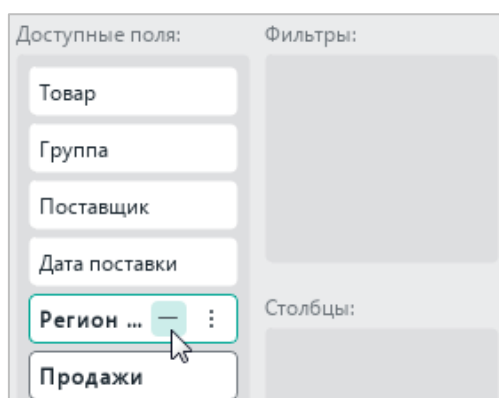 Доступные поля:
Товар
Группа
Поставщик
Дата поставки
Регион ...
Продажи
Фильтры:
Столбцы: